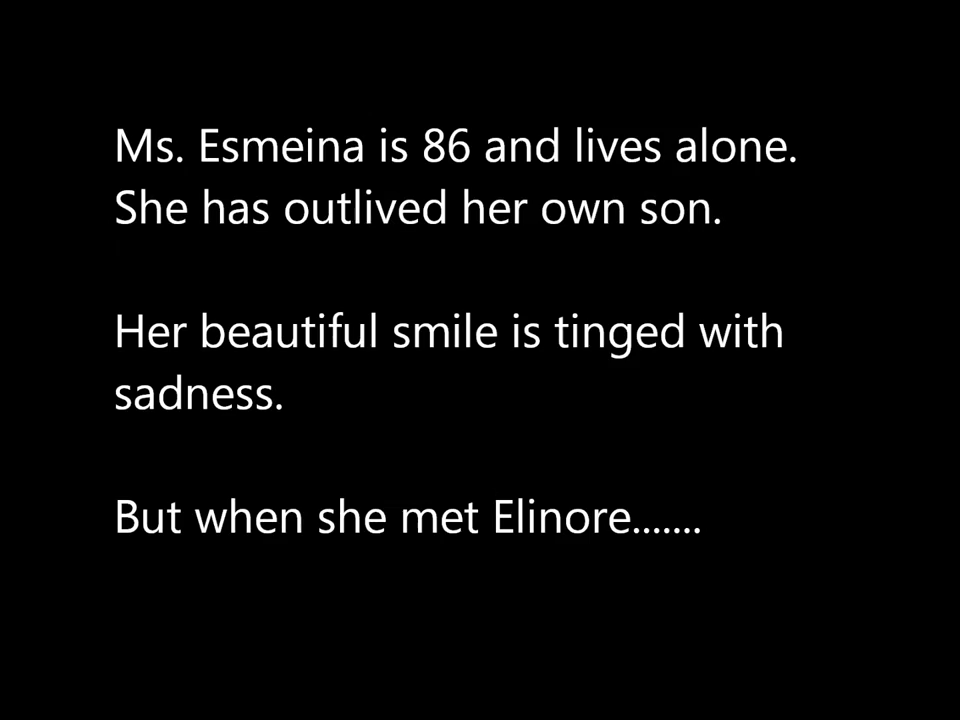 Ms. Esmeina is 86 and lives alone.
She has outlived her own son.
Her beautiful smile is tinged with
sadness.
But when she met Elinore.......